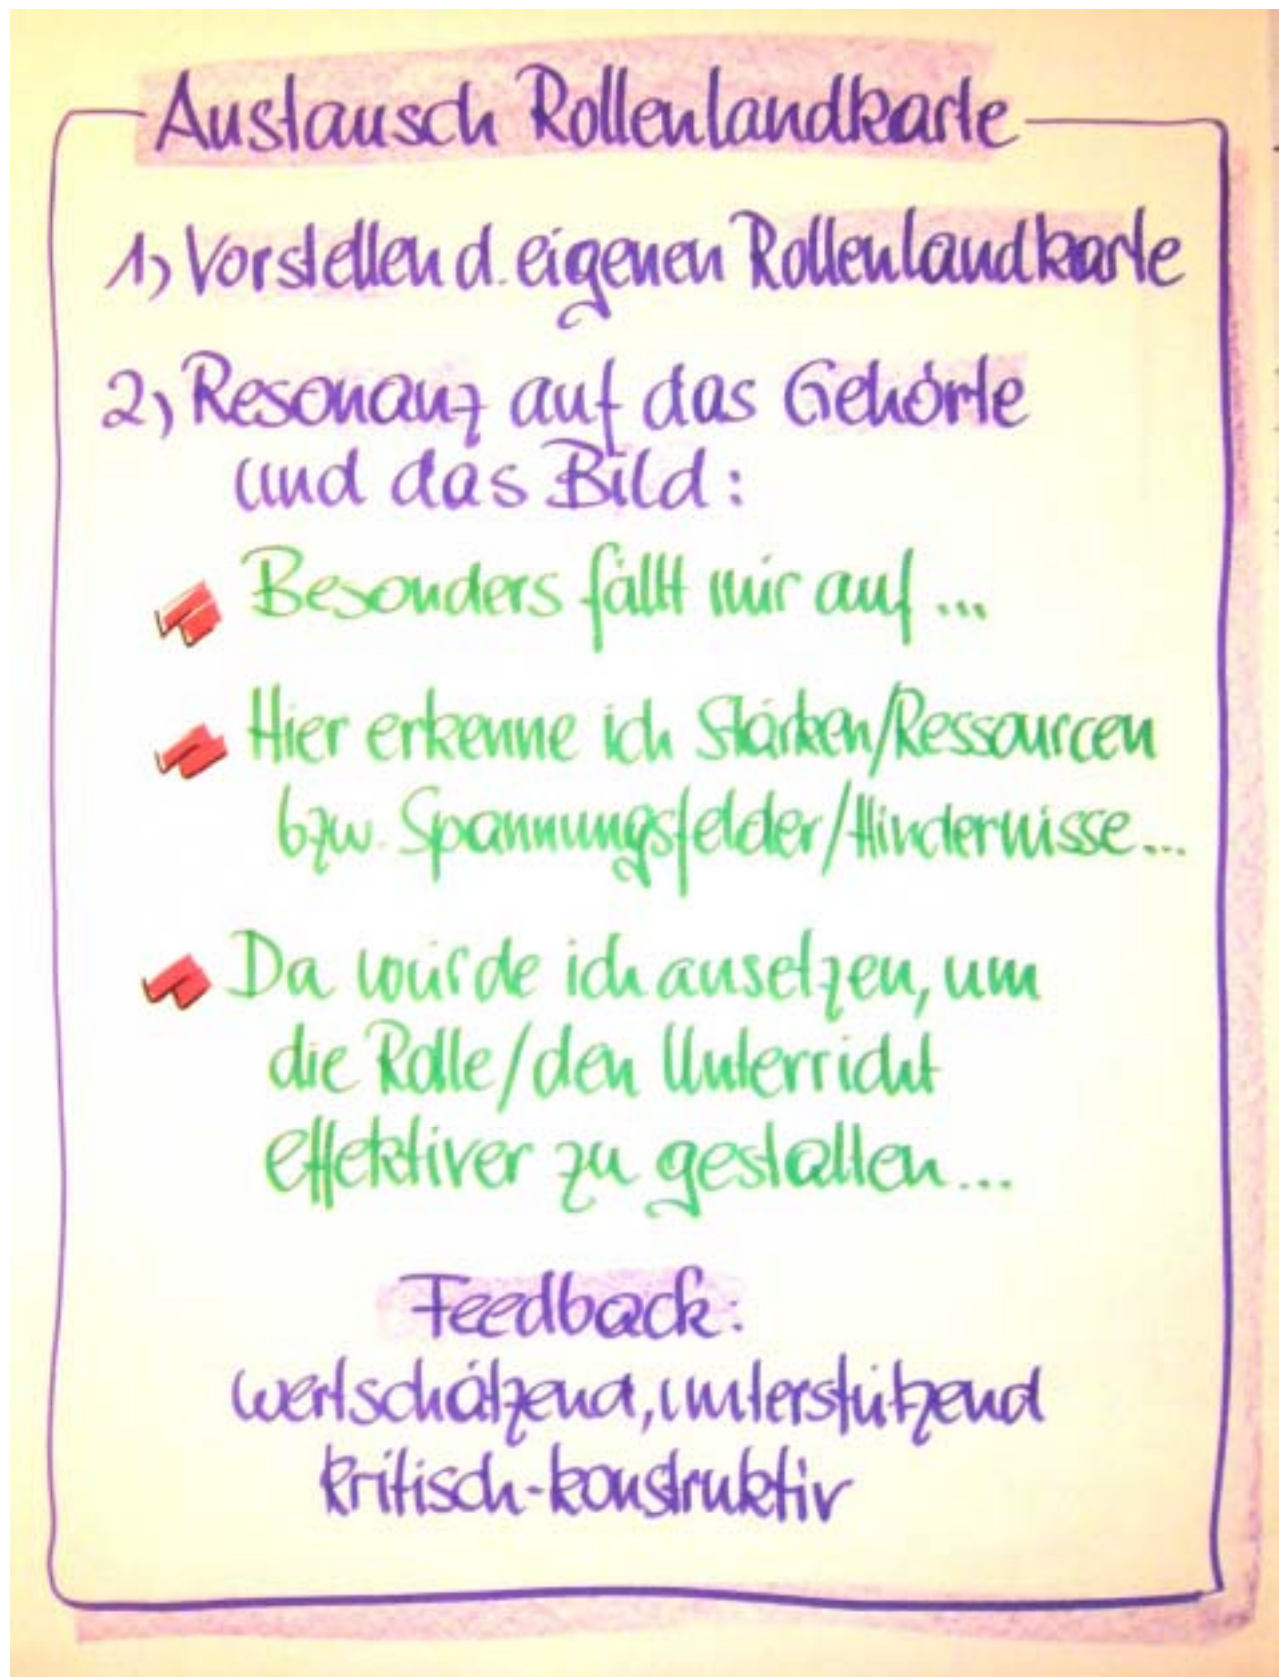 Austausch Rollenlandkarte
1) Vorstellen d. eigenen Rollenlandkarte
2) Resonanz auf das Gehörte
und das Bild:
Besonders fällt mir auf ...
Hier erkenne ich Stärken/Ressourcen
bzw. Spannungsfelder/Hindernisse...
Da würde ich ansetzen, um
die Rolle/den Unterricht
effektiver zu gestalten...
Feedback:
wertschätzend, unterstützend
kritisch-konstruktiv